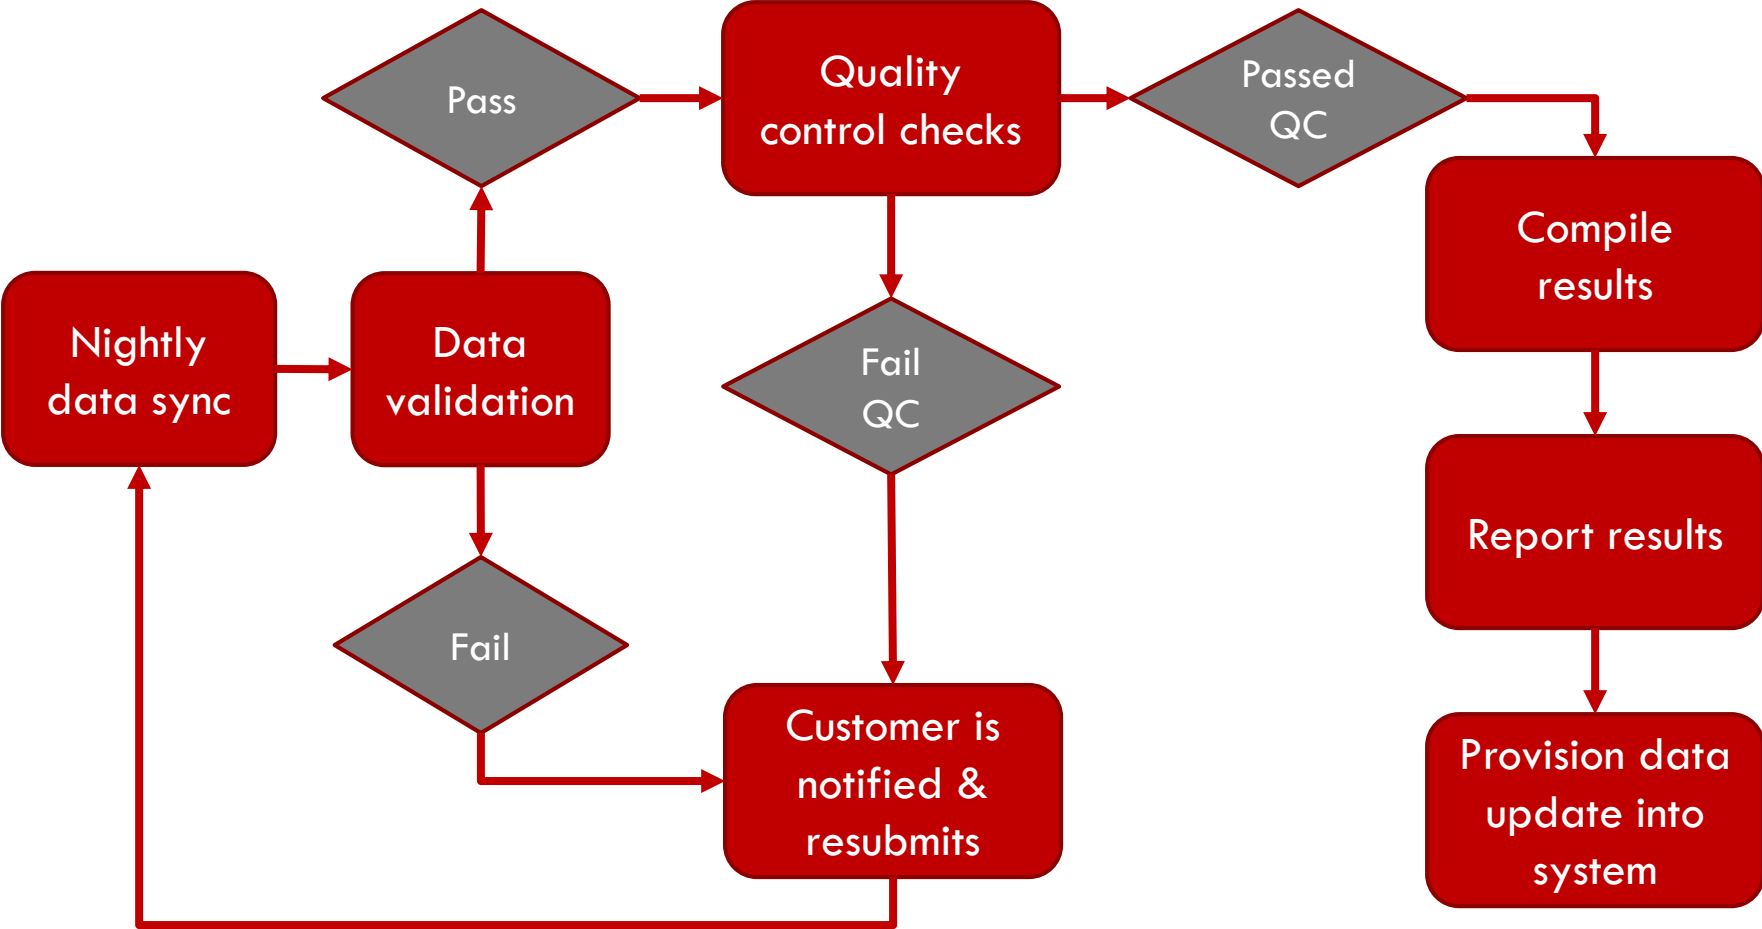 Pass
Quality
control checks
Passed
QC
Compile
results
Nightly
data sync
Data
validation
Fail
QC
Report results
Fail
Customer is
notified &
resubmits
Provision data
update into
system